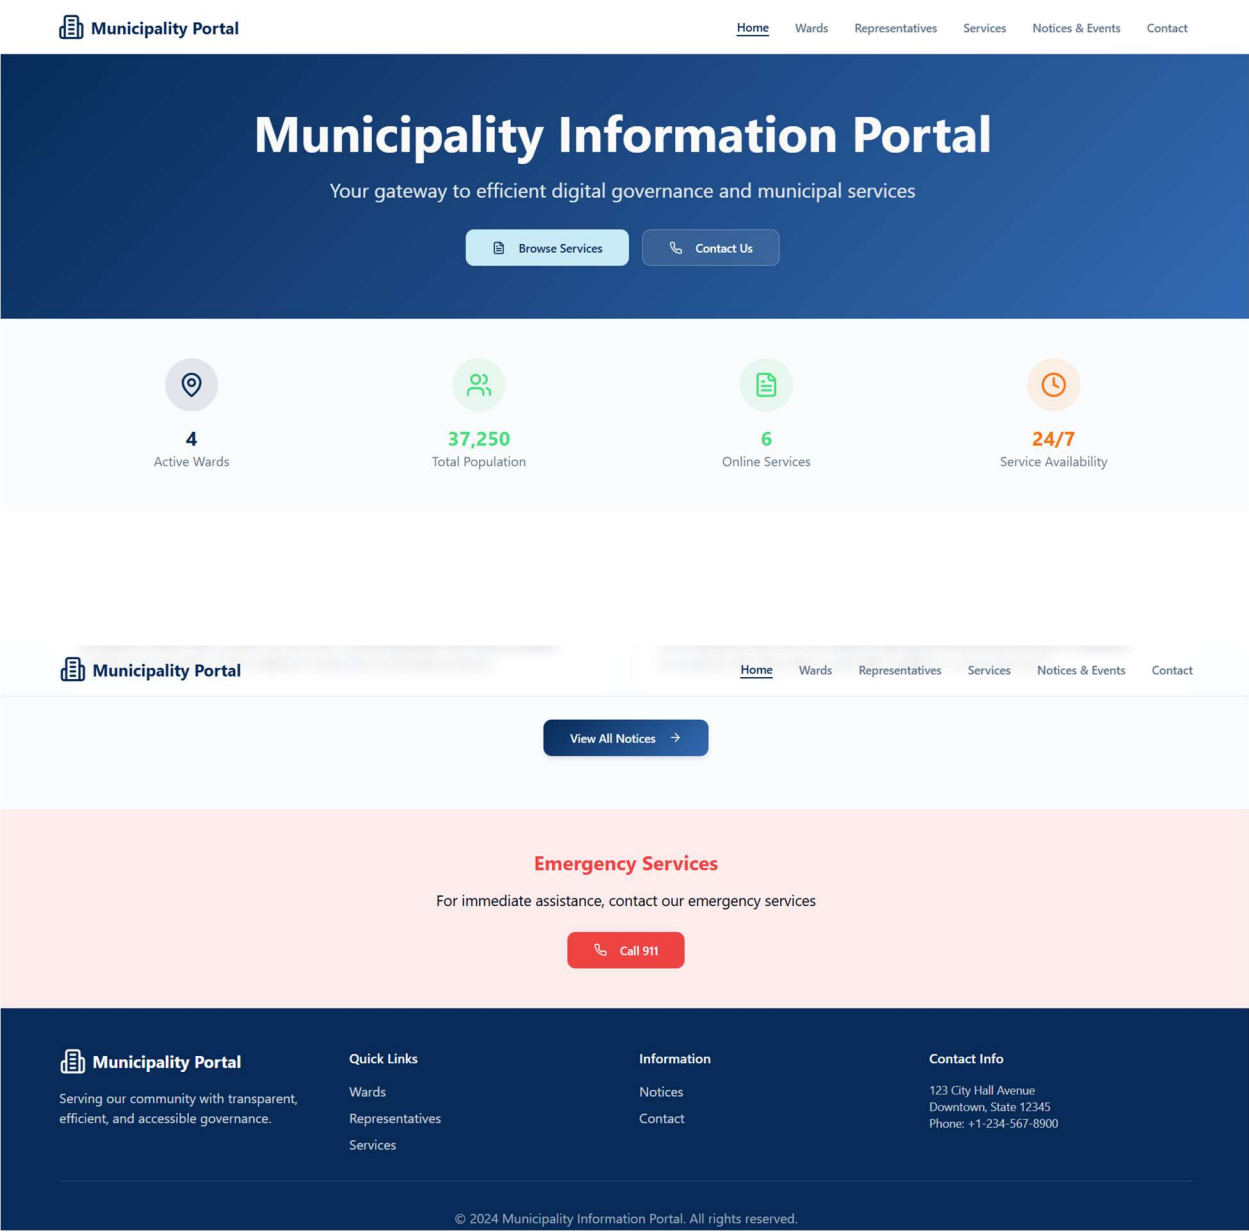 Municipality Portal
Home Wards Representatives Services Notices & Events Contact
Municipality Information Portal
Your gateway to efficient digital governance and municipal services
Browse Services Contact Us
4 37,250 6 24/7
Active Wards Total Population Online Services Service Availability
Municipality Portal
Home Wards Representatives Services Notices & Events Contact
View All Notices
Emergency Services
For immediate assistance, contact our emergency services
Call 911
Municipality Portal
Serving our community with transparent,
efficient, and accessible governance.
Quick Links
Wards
Representatives
Services
Information
Notices
Contact
Contact Info
123 City Hall Avenue
Downtown, State 12345
Phone: +1-234-567-8900
© 2024 Municipality Information Portal. All rights reserved.